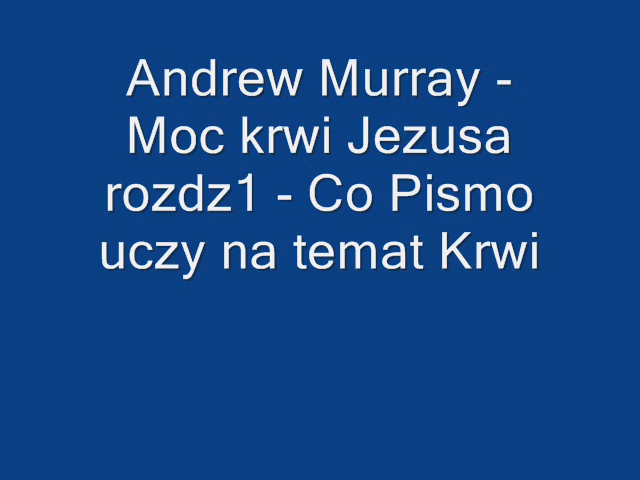 Andrew Murray -
Moc krwi Jezusa
rozdz1 - Co Pismo
uczy na temat Krwi